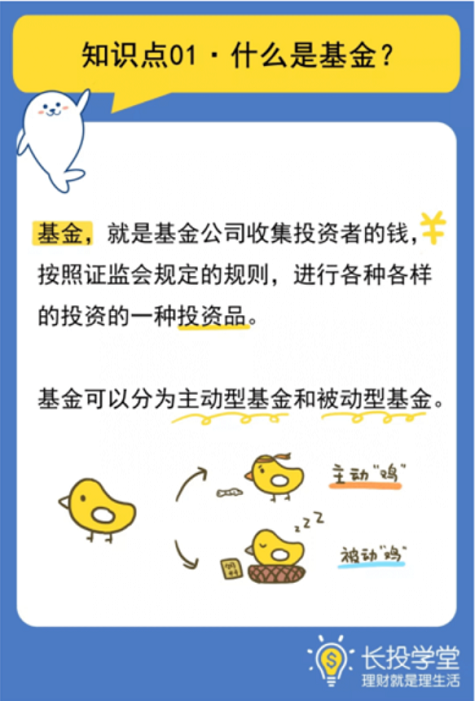 知识点01·什么是基金？
基金，就是基金公司收集投资者的钱，
按照证监会规定的规则，进行各种各样
的投资的一种投资品。
基金可以分为主动型基金和被动型基金。
主动“鸡”
zzz
被动“鸡”
长投学堂
理财就是理生活